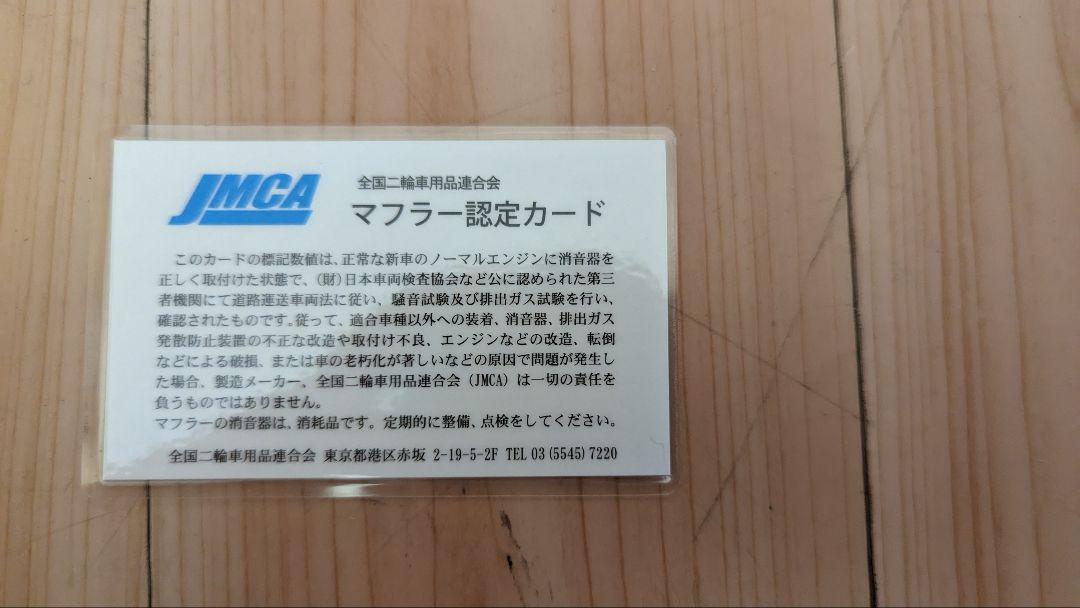 JMCA
全国二輪車用品連合会
マフラー認定カード
このカードの標記数値は、正常な新車のノーマルエンジンに消音器を
正しく取付けた状態で、(財)日本車両検査協会など公に認められた第三
者機関にて道路運送車両法に従い、騒音試験及び排出ガス試験を行い、
確認されたものです。従って、適合車種以外への装着、消音器、排出ガス
発散防止装置の不正な改造や取付け不良、エンジンなどの改造、転倒
などによる破損、または車の老朽化が著しいなどの原因で問題が発生し
た場合、製造メーカー、全国二輪車用品連合会(JMCA)は一切の責任を
負うものではありません。
マフラーの消音器は、消耗品です。定期的に整備、点検をしてください。
全国二輪車用品連合会 東京都港区赤坂 2-19-5-2F TEL 03(5545)7220